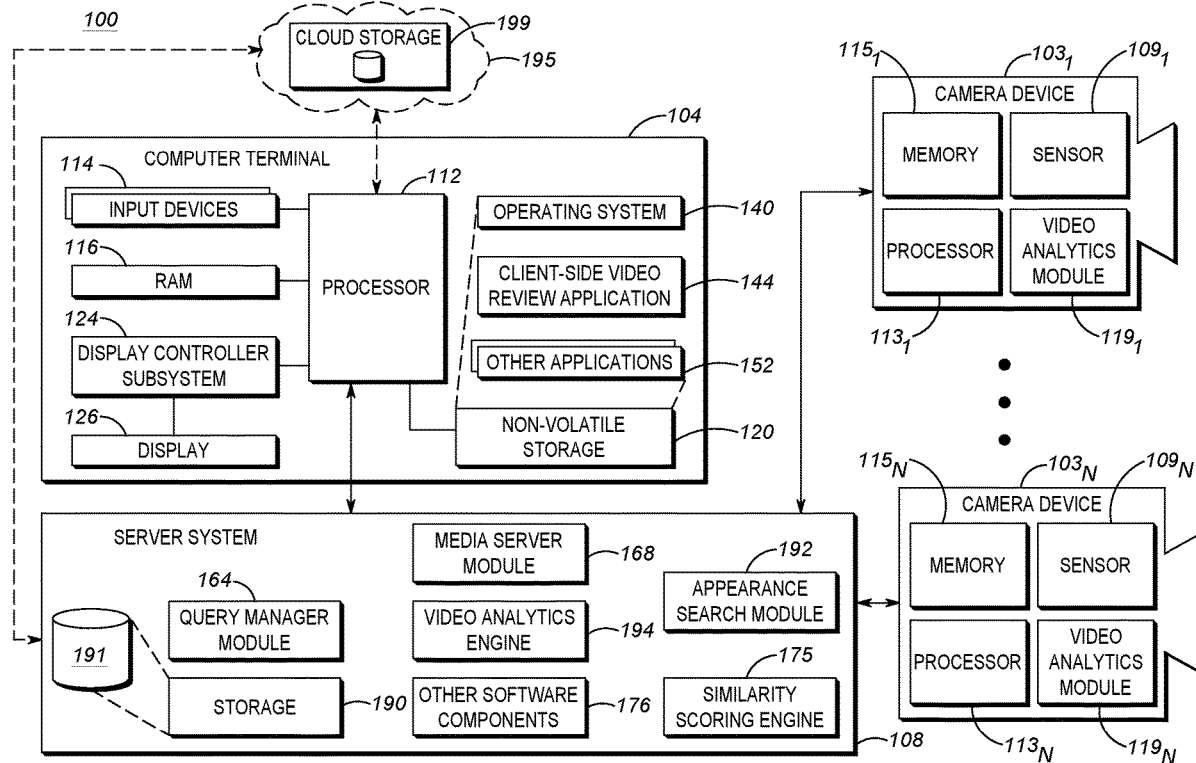 100
CLOUD STORAGE
199
195
104
COMPUTER TERMINAL
114
INPUT DEVICES
116
RAM
124
DISPLAY CONTROLLER
SUBSYSTEM
126
DISPLAY
112
PROCESSOR
OPERATING SYSTEM
140
CLIENT-SIDE VIDEO
REVIEW APPLICATION
144
OTHER APPLICATIONS
152
NON-VOLATILE
STORAGE
120
SERVER SYSTEM
191
164
QUERY MANAGER
MODULE
STORAGE
190
MEDIA SERVER
MODULE
168
VIDEO ANALYTICS
ENGINE
194
OTHER SOFTWARE
COMPONENTS
176
192
APPEARANCE
SEARCH MODULE
175
SIMILARITY
SCORING ENGINE
108
115₁
103₁
109₁
CAMERA DEVICE
MEMORY
SENSOR
PROCESSOR
VIDEO
ANALYTICS
MODULE
113₁
119₁
115N
103N
109N
CAMERA DEVICE
MEMORY
SENSOR
PROCESSOR
VIDEO
ANALYTICS
MODULE
113N
119N